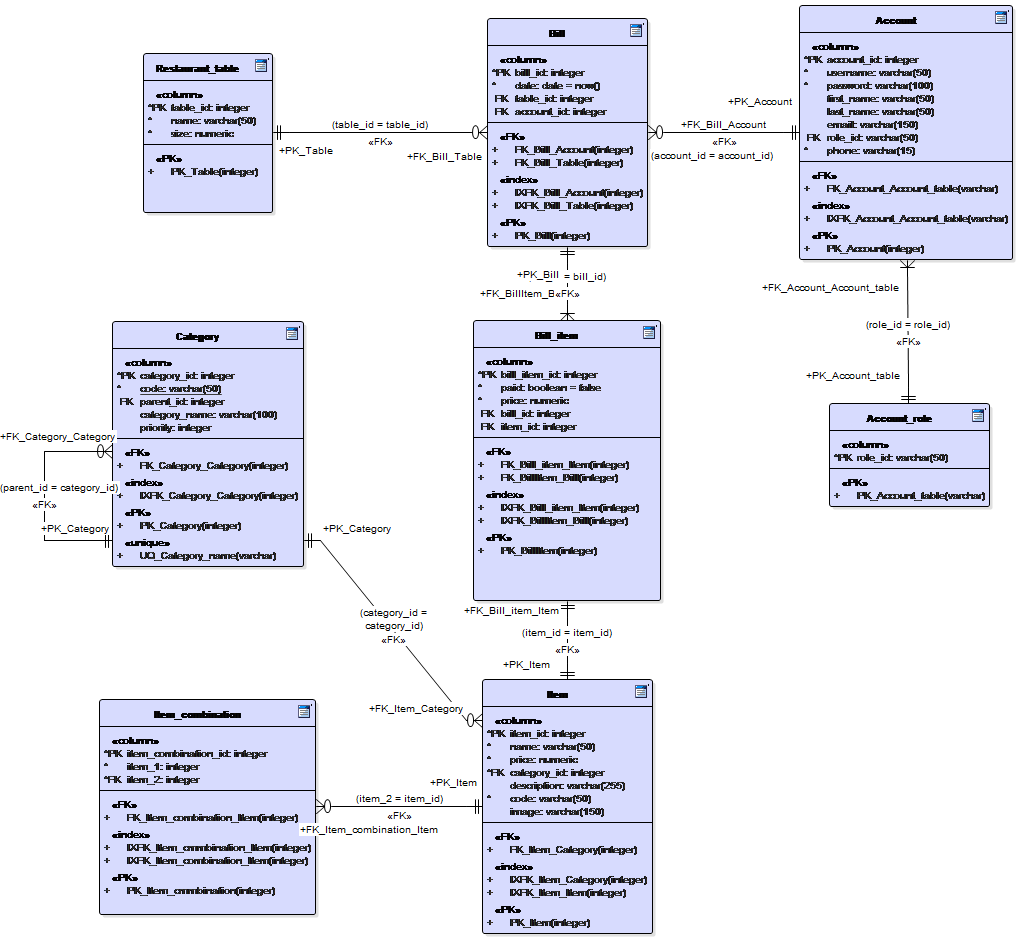 Restaurant_table
«column»
*PK table_id: integer
* name: varchar(50)
* size: numeric
«PK»
+ PK_Table(integer)
(table_id = table_id)
«FK»
+PK_Table
+FK_Bill_Table
Bill
«column»
*PK bill_id: integer
* date: date = now()
FK table_id: integer
FK account_id: integer
«FK»
+ FK_Bill_Account(integer)
+ FK_Bill_Table(integer)
«index»
+ IXFK_Bill_Account(integer)
+ IXFK_Bill_Table(integer)
«PK»
+ PK_Bill(integer)
+PK_Account
+FK_Bill_Account
«FK»
(account_id = account_id)
Account
«column»
*PK account_id: integer
* username: varchar(50)
* password: varchar(100)
first_name: varchar(50)
last_name: varchar(50)
email: varchar(150)
FK role_id: varchar(50)
* phone: varchar(15)
«FK»
+ FK_Account_Account_table(varchar)
«index»
+ IXFK_Account_Account_table(varchar)
«PK»
+ PK_Account(integer)
+FK_Account_Account_table
(role_id = role_id)
«FK»
+PK_Account_table
Account_role
«column»
*PK role_id: varchar(50)
«PK»
+ PK_Account_table(varchar)
+PK_Bill = bill_id)
+FK_BillItem_B«FK»
Bill_item
«column»
*PK bill_item_id: integer
* paid: boolean = false
* price: numeric
FK bill_id: integer
FK item_id: integer
«FK»
+ FK_Bill_item_Item(integer)
+ FK_BillItem_Bill(integer)
«index»
+ IXFK_Bill_item_Item(integer)
+ IXFK_BillItem_Bill(integer)
«PK»
+ PK_BillItem(integer)
Category
«column»
*PK category_id: integer
* code: varchar(50)
FK parent_id: integer
category_name: varchar(100)
priority: integer
«FK»
+ FK_Category_Category(integer)
«index»
+ IXFK_Category_Category(integer)
«PK»
+ PK_Category(integer)
«unique»
+ UQ_Category_name(varchar)
+FK_Category_Category
(parent_id = category_id)
«FK»
+PK_Category
+PK_Category
(category_id =
category_id)
«FK»
+FK_Item_Category
+FK_Bill_item_Item
(item_id = item_id)
«FK»
+PK_Item
Item
«column»
*PK item_id: integer
* name: varchar(50)
* price: numeric
*FK category_id: integer
description: varchar(255)
* code: varchar(50)
image: varchar(150)
«FK»
+ FK_Item_Category(integer)
«index»
+ IXFK_Item_Category(integer)
+ IXFK_Item_Item(integer)
«PK»
+ PK_Item(integer)
+PK_Item
(item_2 = item_id)
«FK»
+FK_Item_combination_Item
Item_combination
«column»
*PK item_combination_id: integer
* item_1: integer
*FK item_2: integer
«FK»
+ FK_Item_combination_Item(integer)
«index»
+ IXFK_Item_cmmbination_Item(integer)
+ IXFK_Item_combination_Item(integer)
«PK»
+ PK_Item_cmmbination(integer)